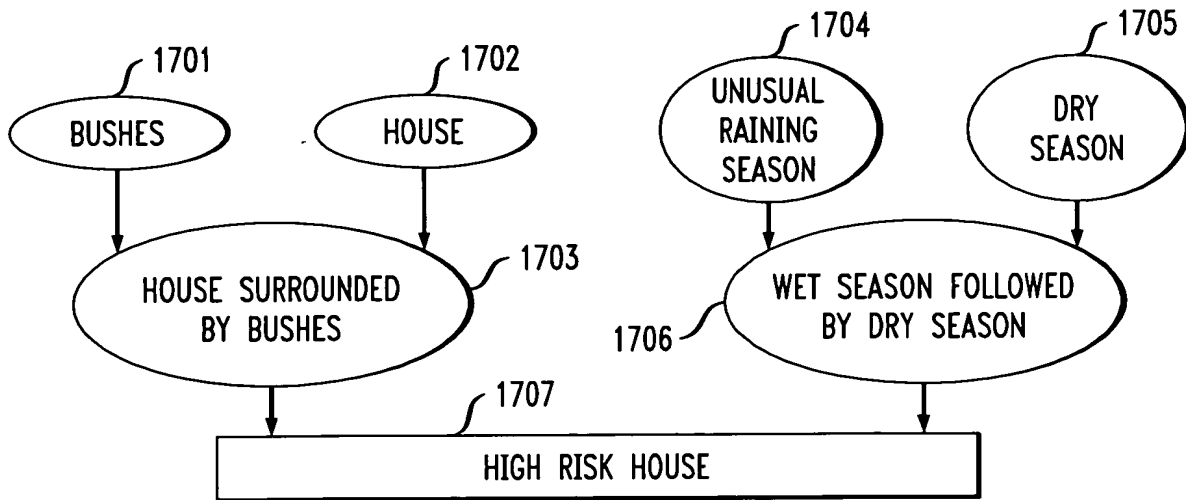 1701
1702
1704
1705
BUSHES
HOUSE
UNUSUAL
RAINING
SEASON
DRY
SEASON
1703
HOUSE SURROUNDED
BY BUSHES
WET SEASON FOLLOWED
BY DRY SEASON
1706
1707
HIGH RISK HOUSE